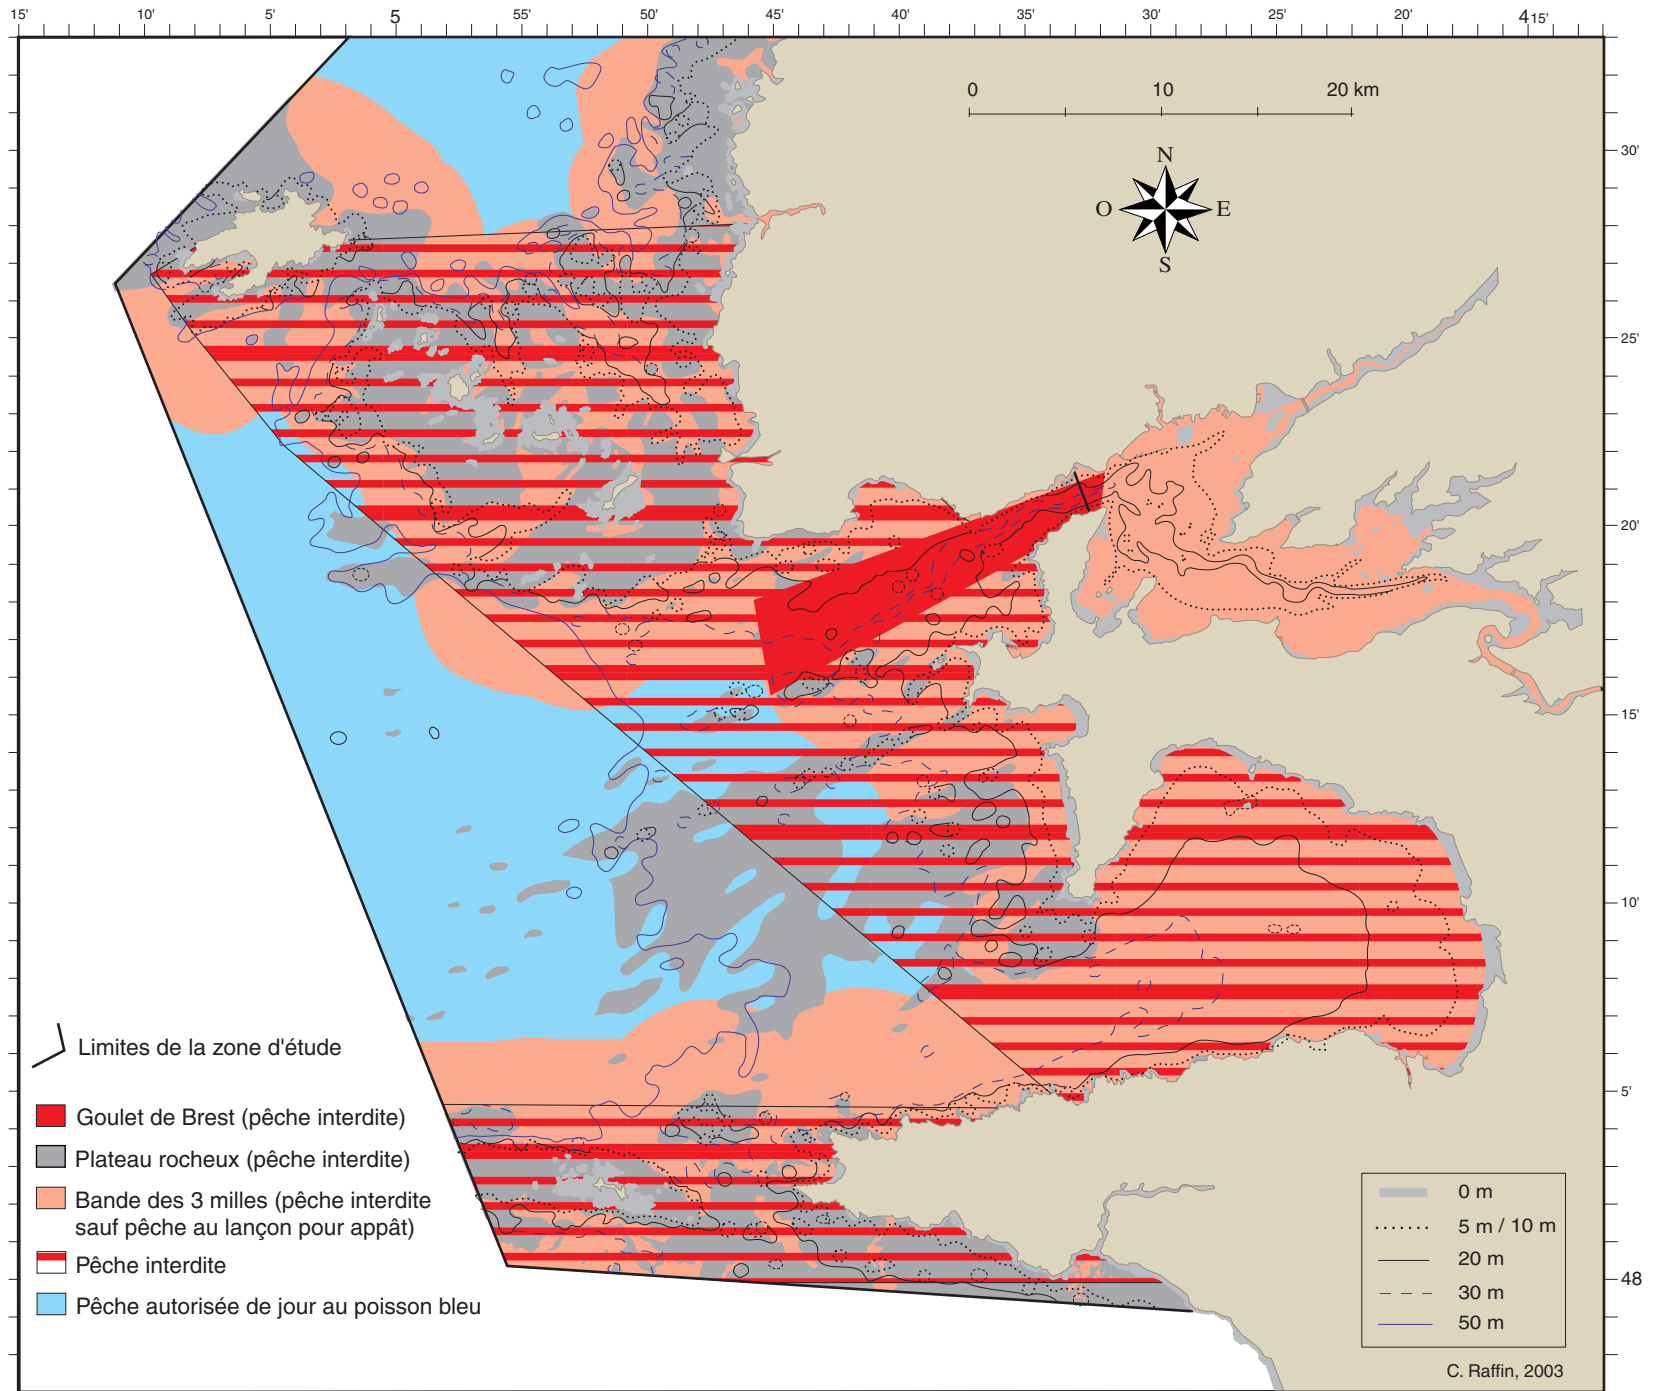 15' 10' 5' 5 55' 50' 45' 40' 35' 30' 25' 20' 4 15'
0 10 20 km
N
O E
S
30'
25'
20'
15'
10'
5'
48
Limites de la zone d'étude
Goulet de Brest (pêche interdite)
Plateau rocheux (pêche interdite)
Bande des 3 milles (pêche interdite
sauf pêche au lançon pour appât)
Pêche interdite
Pêche autorisée de jour au poisson bleu
0 m
5 m / 10 m
20 m
30 m
50 m
C. Raffin, 2003